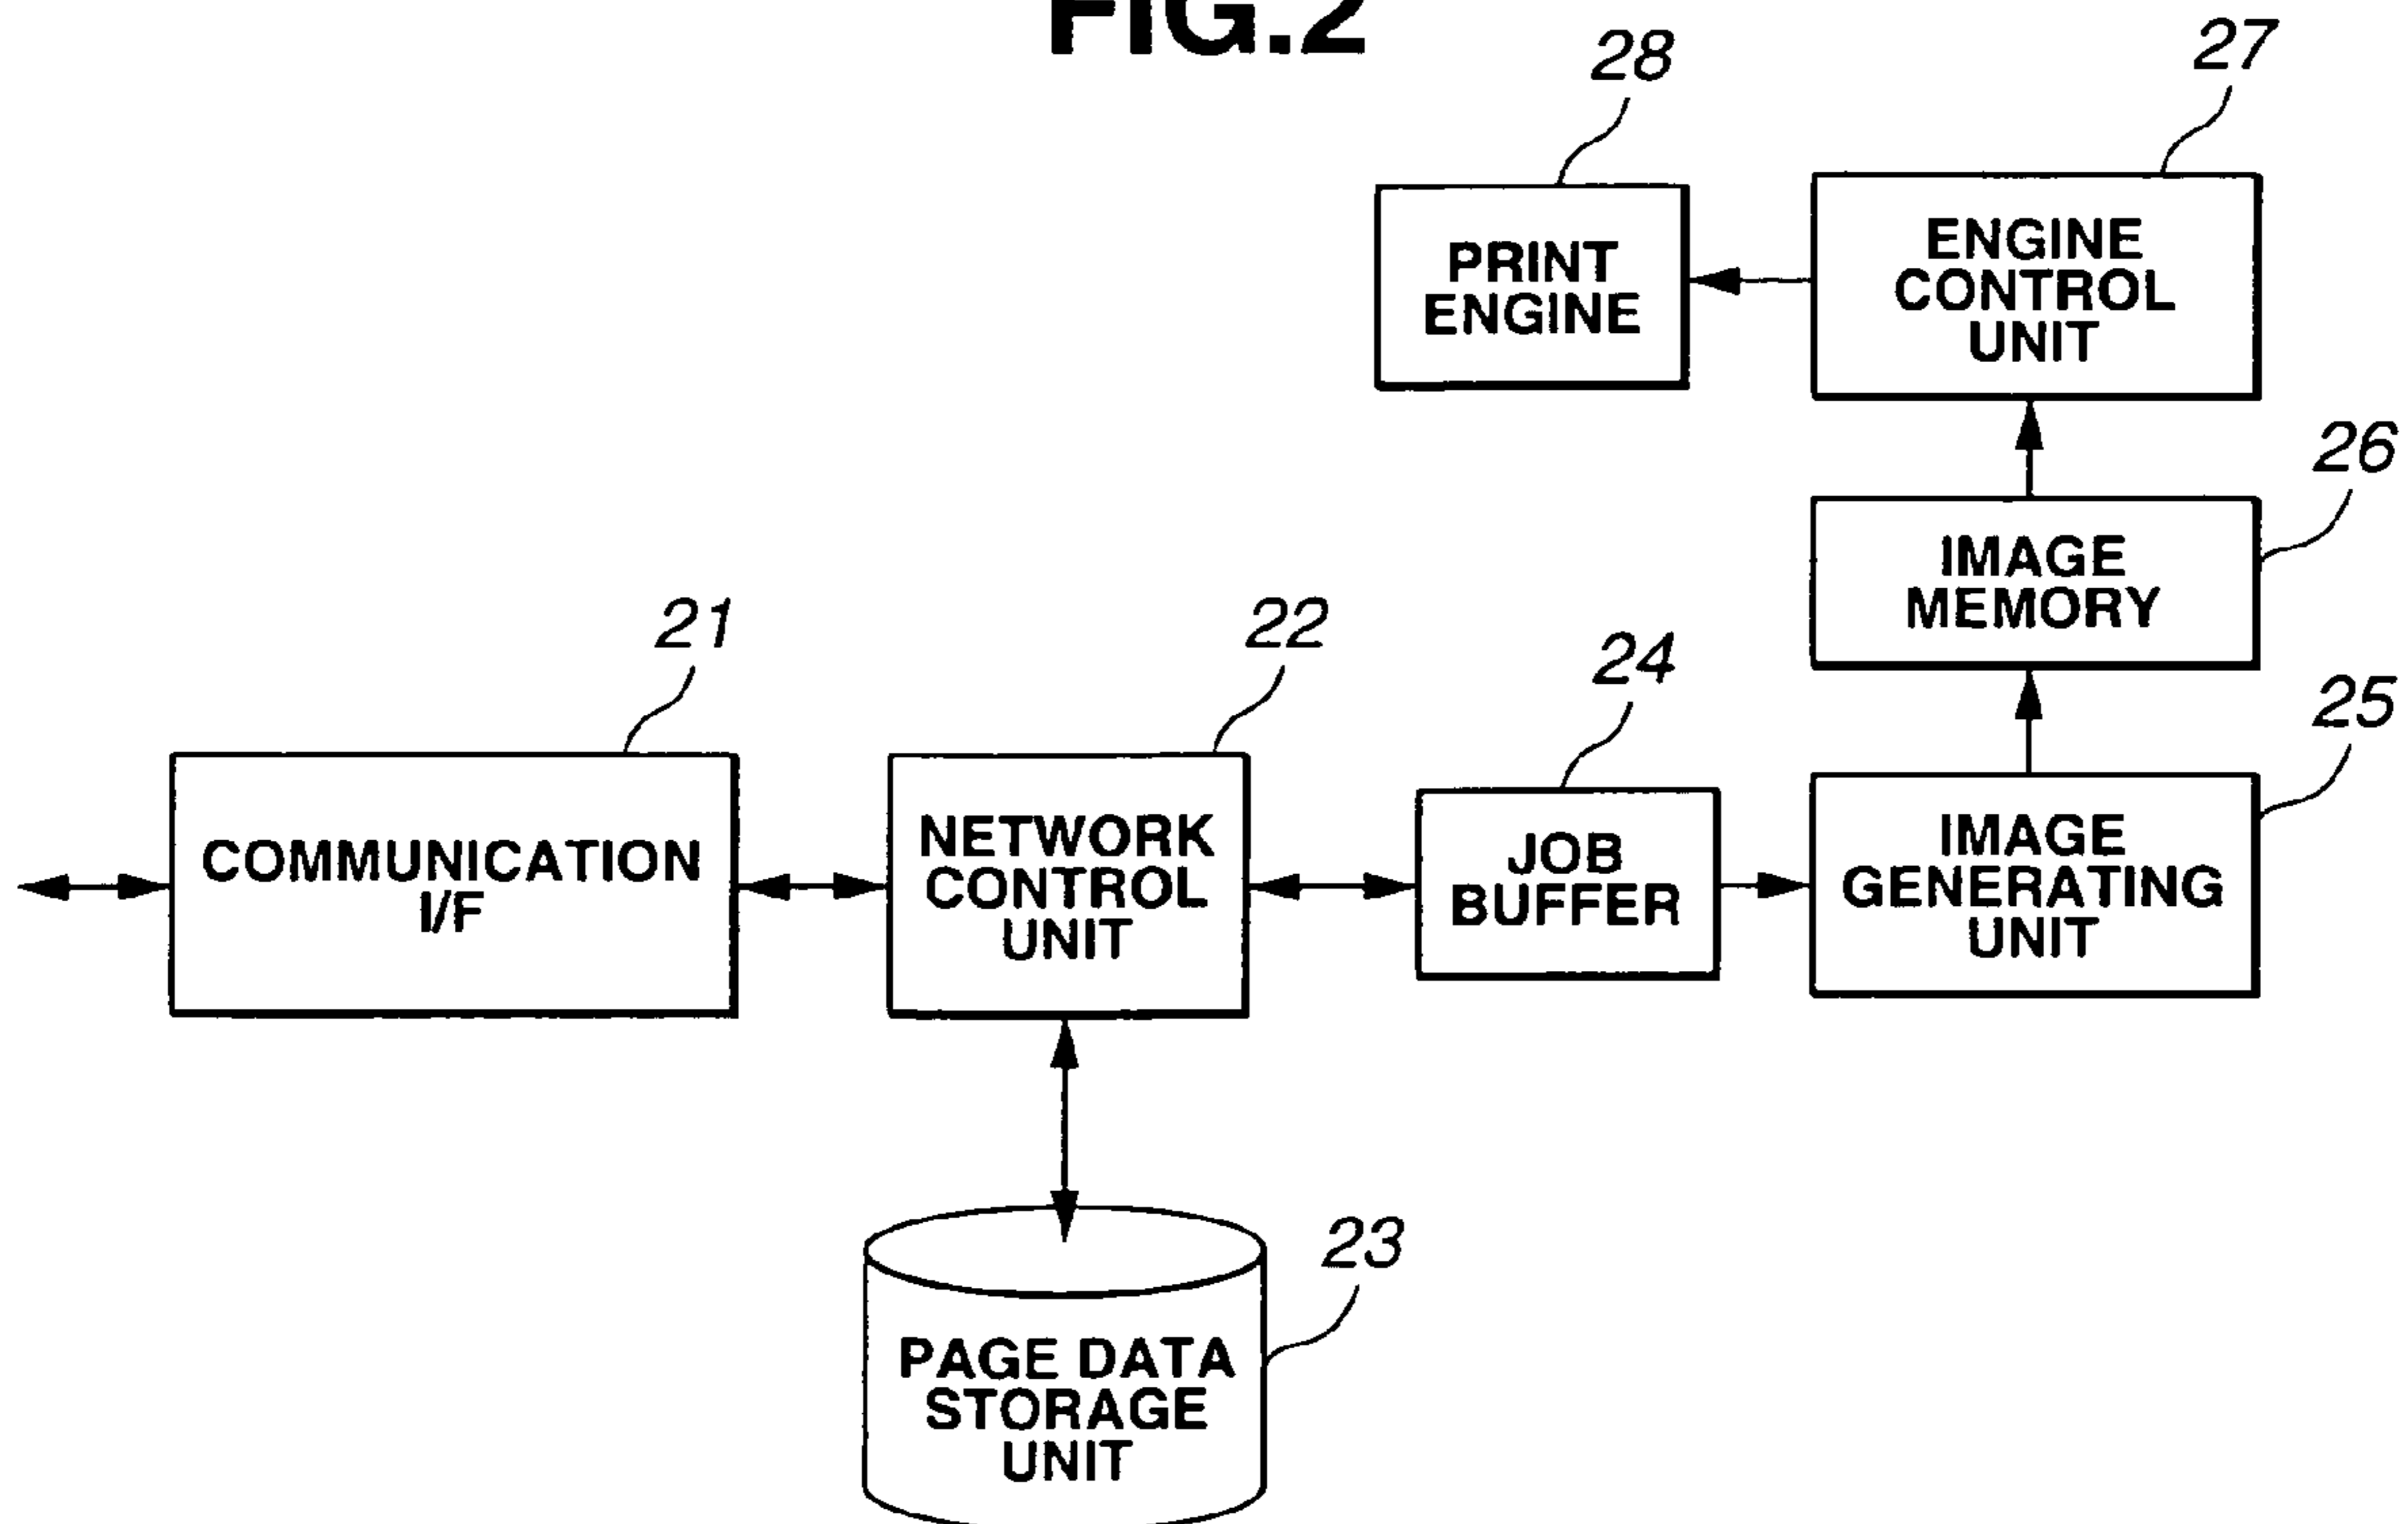 FIG.2
28
27
PRINT
ENGINE
ENGINE
CONTROL
UNIT
26
IMAGE
MEMORY
21
22
24
25
COMMUNICATION
I/F
NETWORK
CONTROL
UNIT
JOB
BUFFER
IMAGE
GENERATING
UNIT
23
PAGE DATA
STORAGE
UNIT